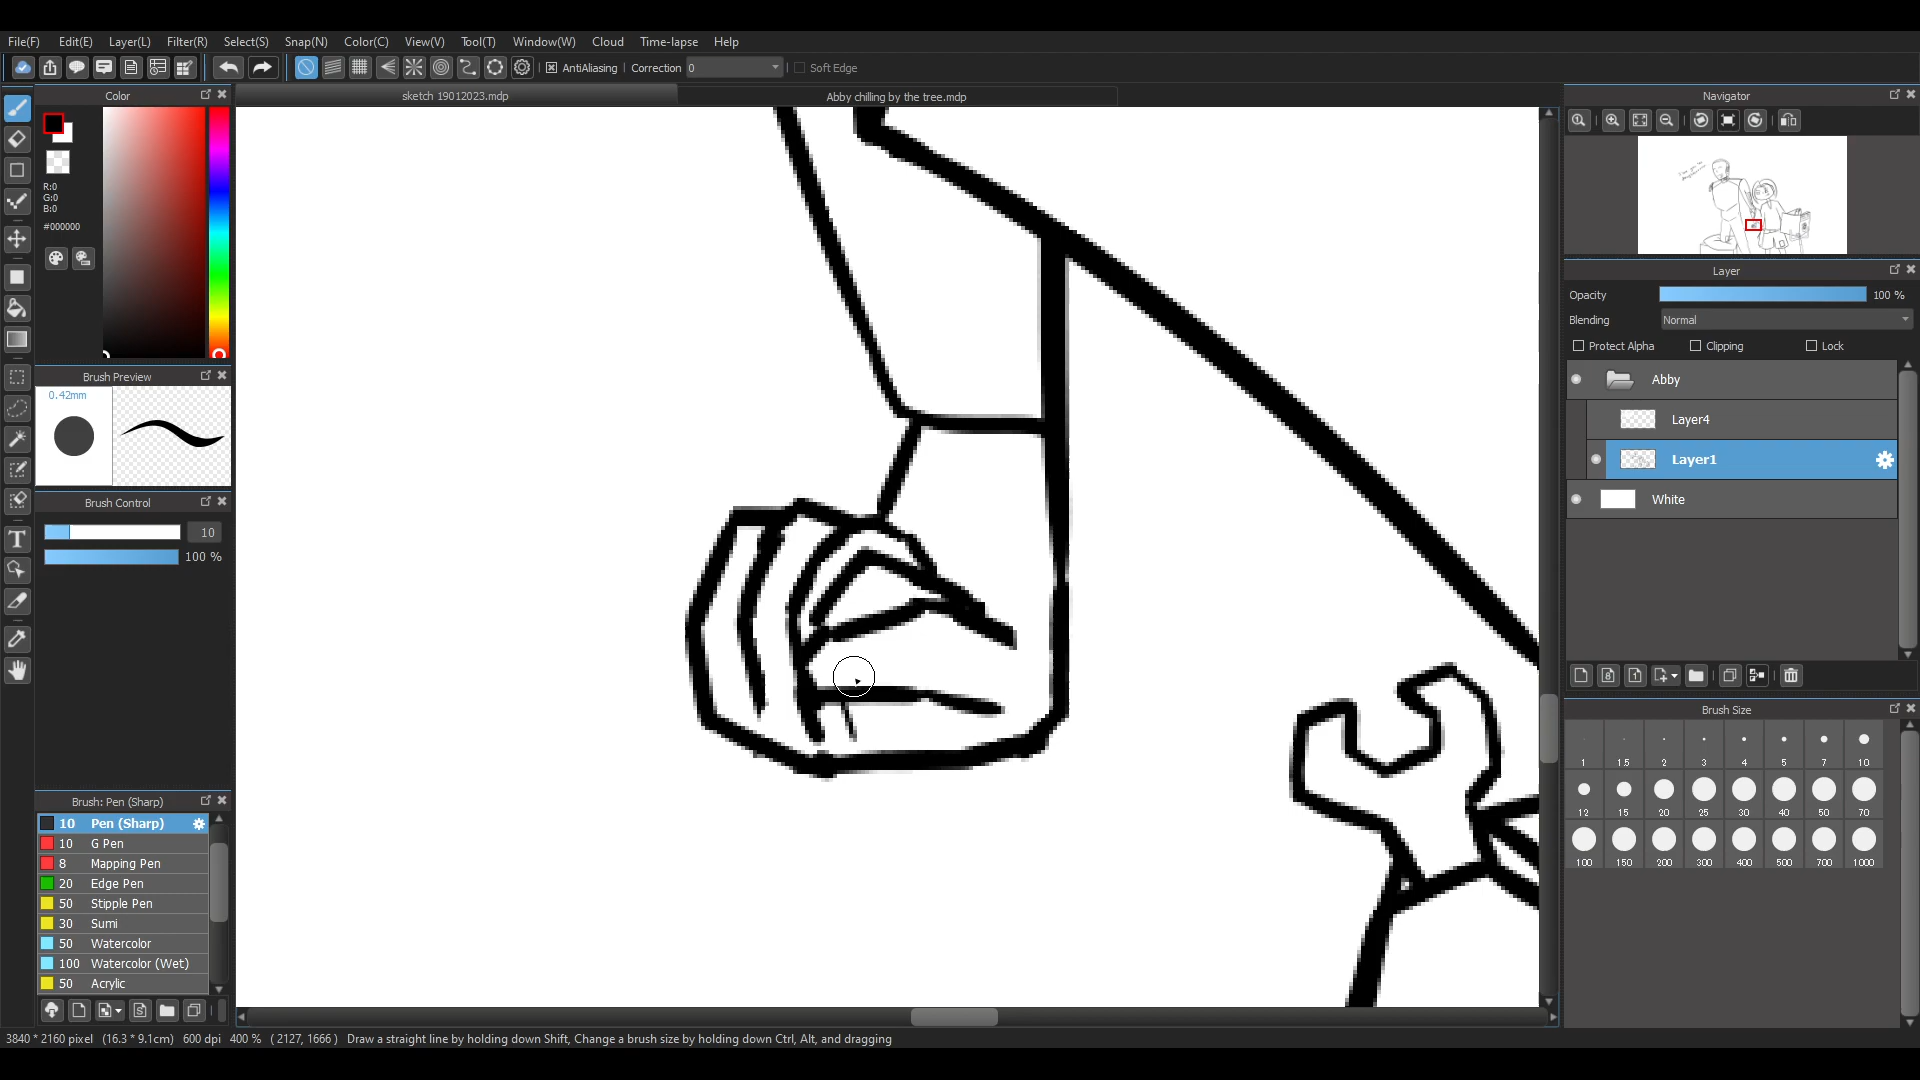 File(F) Edit(E) Layer(L) Filter(R) Select(S) Snap(N) Color(C) View(V) Tool(T) Window(W) Cloud Time-lapse Help
AntiAliasing Correction 0 Soft Edge
Color
sketch 19012023.mdp
Abby chilling by the tree.mdp
Navigator
R:0
G:0
B:0
#000000
Brush Preview
0.42mm
Brush Control
10
100 %
Layer
Opacity 100 %
Blending Normal
Protect Alpha Clipping Lock
Abby
Layer4
Layer1
White
Brush Size
1 1.5 2 3 4 5 7 10
12 15 20 25 30 40 50 70
100 150 200 300 400 500 700 1000
Brush: Pen (Sharp)
10 Pen (Sharp)
10 G Pen
8 Mapping Pen
20 Edge Pen
50 Stipple Pen
30 Sumi
50 Watercolor
100 Watercolor (Wet)
50 Acrylic
3840 * 2160 pixel (16.3 * 9.1cm) 600 dpi 400 % ( 2127, 1666 ) Draw a straight line by holding down Shift, Change a brush size by holding down Ctrl, Alt, and dragging